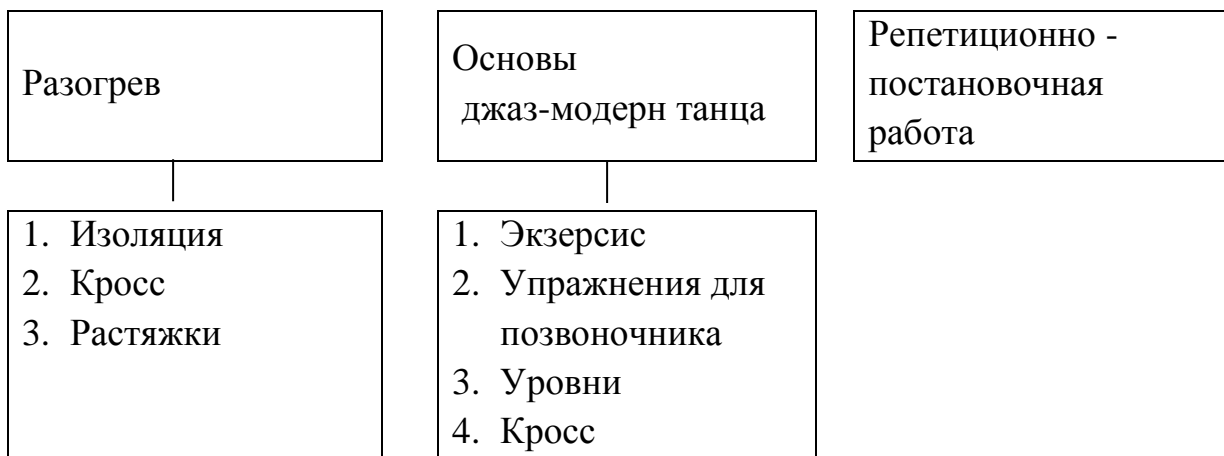 Разогрев
Основы
джаз-модерн танца
Репетиционно -
постановочная
работа
1. Изоляция
2. Кросс
3. Растяжки
1. Экзерсис
2. Упражнения для
позвоночника
3. Уровни
4. Кросс